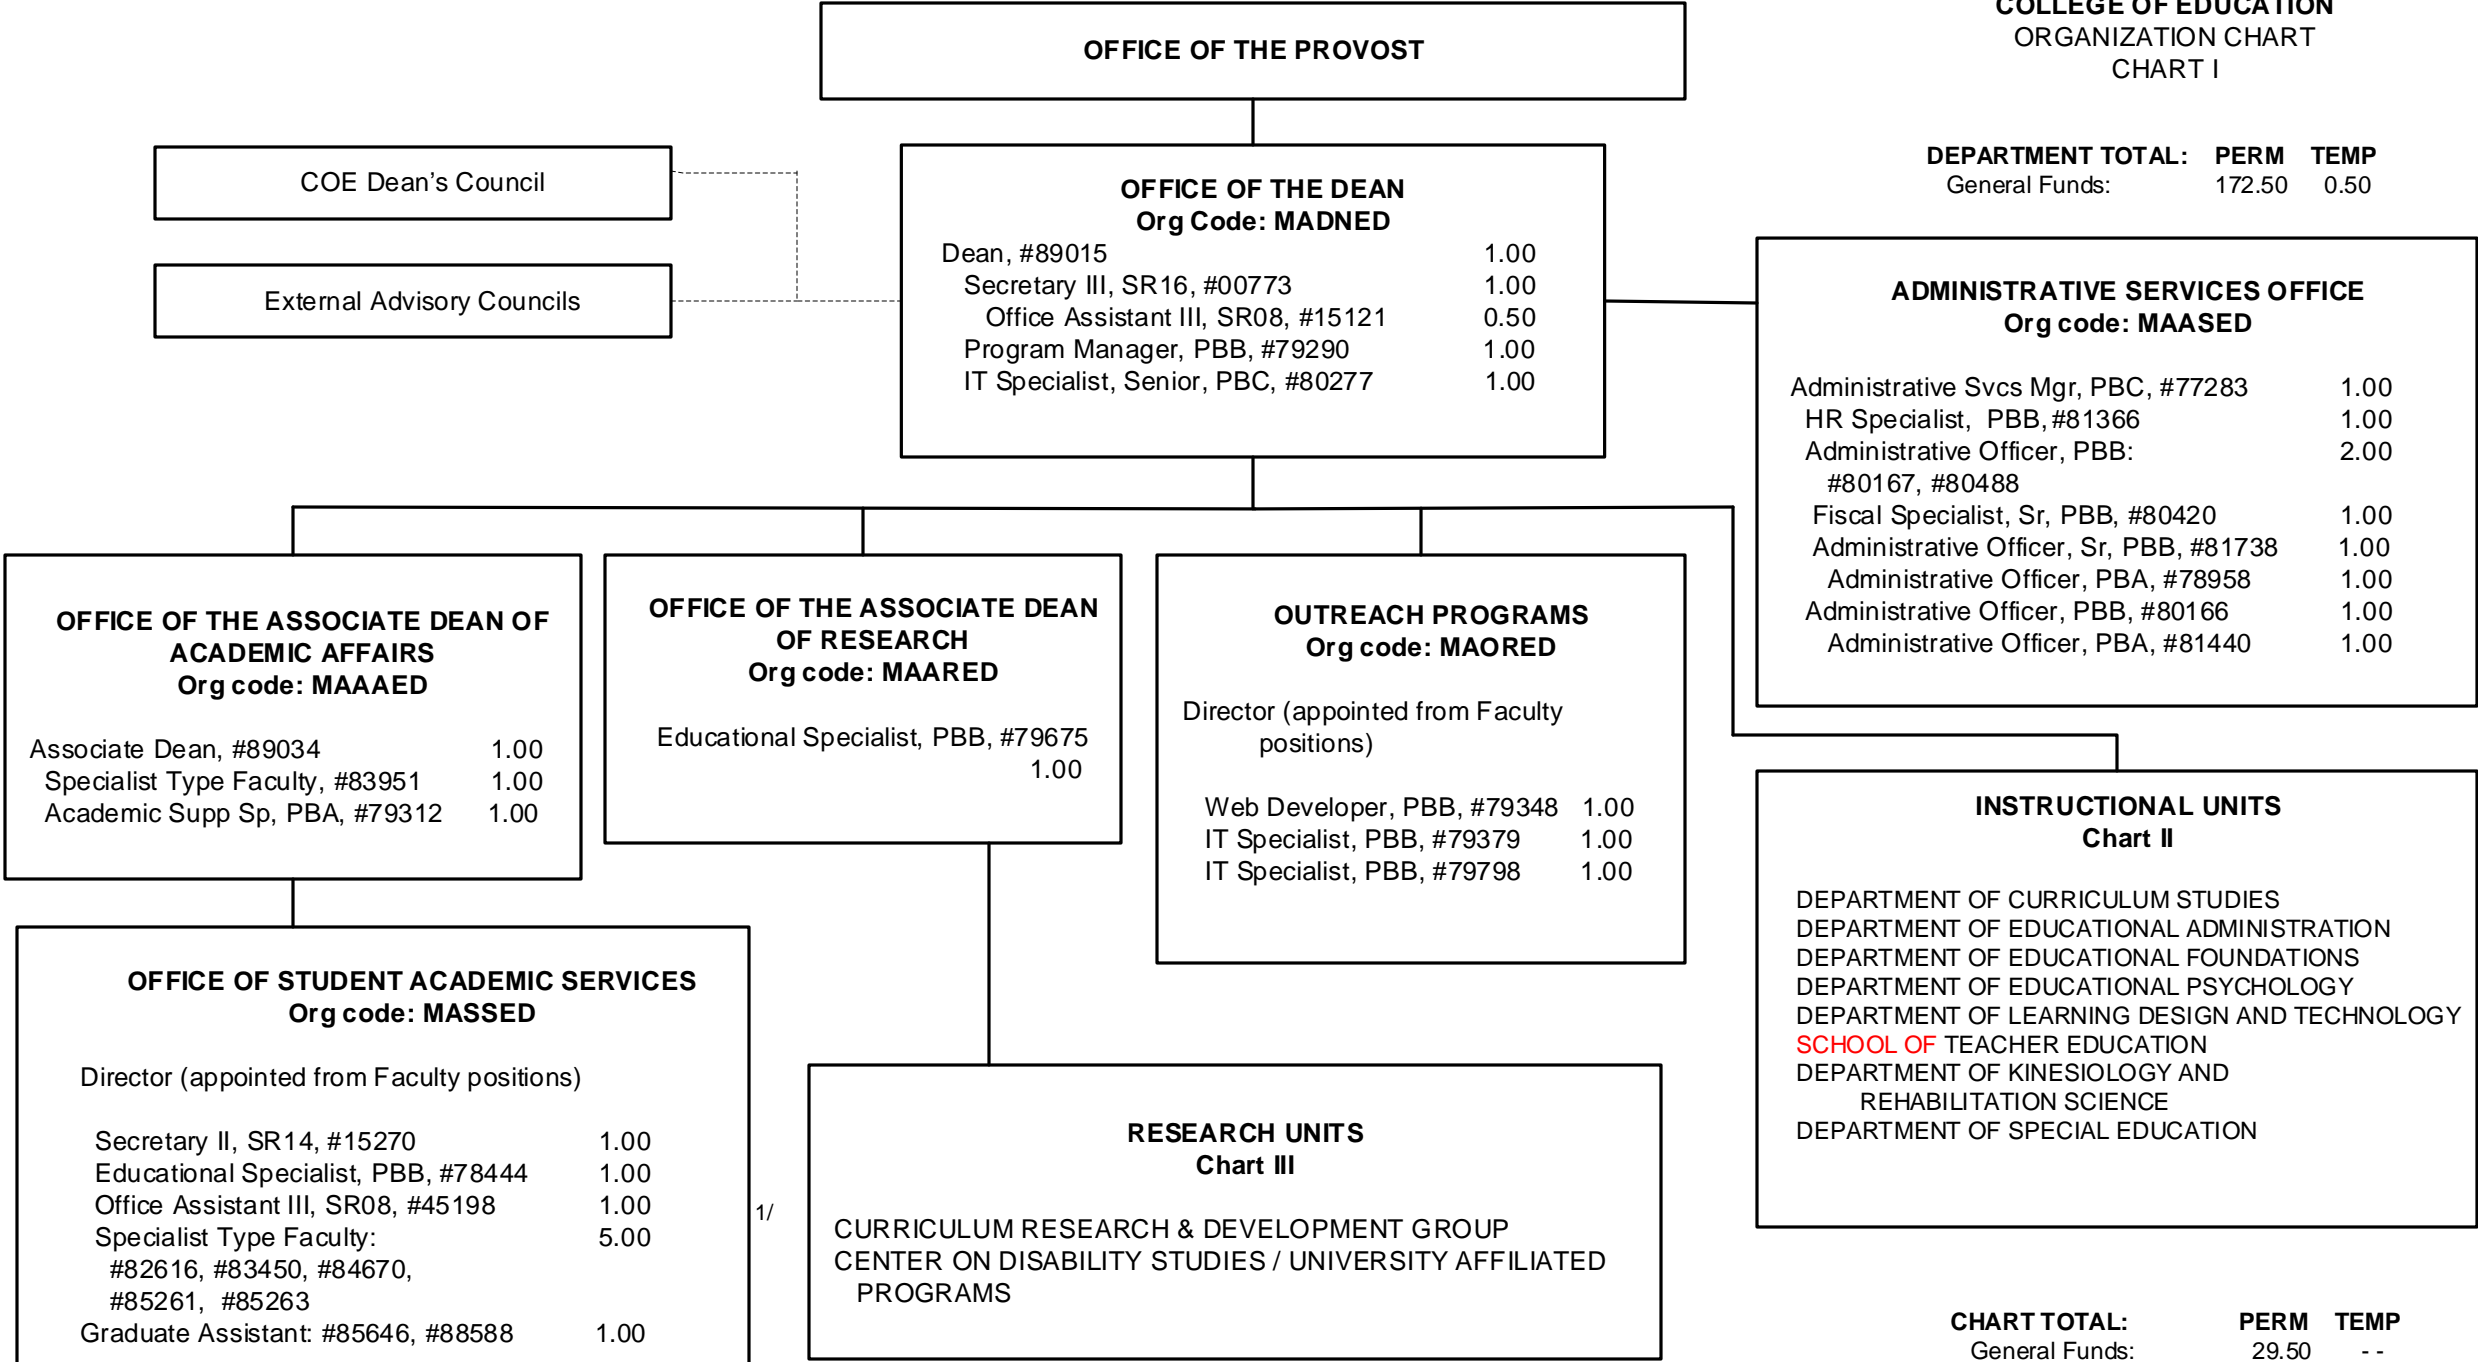 COLLEGE OF EDUCATION
ORGANIZATION CHART
CHART I
DEPARTMENT TOTAL: PERM TEMP
General Funds: 172.50 0.50
OFFICE OF THE PROVOST
COE Dean's Council
External Advisory Councils
OFFICE OF THE DEAN
Org Code: MADNED
Dean, #89015 1.00
Secretary III, SR16, #00773 1.00
Office Assistant III, SR08, #15121 0.50
Program Manager, PBB, #79290 1.00
IT Specialist, Senior, PBC, #80277 1.00
ADMINISTRATIVE SERVICES OFFICE
Org code: MAASED
Administrative Svcs Mgr, PBC, #77283 1.00
HR Specialist, PBB, #81366 1.00
Administrative Officer, PBB: 2.00
#80167, #80488
Fiscal Specialist, Sr, PBB, #80420 1.00
Administrative Officer, Sr, PBB, #81738 1.00
Administrative Officer, PBA, #78958 1.00
Administrative Officer, PBB, #80166 1.00
Administrative Officer, PBA, #81440 1.00
OFFICE OF THE ASSOCIATE DEAN OF
ACADEMIC AFFAIRS
Org code: MAAAED
Associate Dean, #89034 1.00
Specialist Type Faculty, #83951 1.00
Academic Supp Sp, PBA, #79312 1.00
OFFICE OF THE ASSOCIATE DEAN
OF RESEARCH
Org code: MAARED
Educational Specialist, PBB, #79675
1.00
OUTREACH PROGRAMS
Org code: MAORED
Director (appointed from Faculty
positions)
Web Developer, PBB, #79348 1.00
IT Specialist, PBB, #79379 1.00
IT Specialist, PBB, #79798 1.00
INSTRUCTIONAL UNITS
Chart II
DEPARTMENT OF CURRICULUM STUDIES
DEPARTMENT OF EDUCATIONAL ADMINISTRATION
DEPARTMENT OF EDUCATIONAL FOUNDATIONS
DEPARTMENT OF EDUCATIONAL PSYCHOLOGY
DEPARTMENT OF LEARNING DESIGN AND TECHNOLOGY
SCHOOL OF TEACHER EDUCATION
DEPARTMENT OF KINESIOLOGY AND
REHABILITATION SCIENCE
DEPARTMENT OF SPECIAL EDUCATION
OFFICE OF STUDENT ACADEMIC SERVICES
Org code: MASSED
Director (appointed from Faculty positions)
Secretary II, SR14, #15270 1.00
Educational Specialist, PBB, #78444 1.00
Office Assistant III, SR08, #45198 1.00 1/
Specialist Type Faculty: 5.00
#82616, #83450, #84670,
#85261, #85263
Graduate Assistant: #85646, #88588 1.00
RESEARCH UNITS
Chart III
CURRICULUM RESEARCH & DEVELOPMENT GROUP
CENTER ON DISABILITY STUDIES / UNIVERSITY AFFILIATED
PROGRAMS
CHART TOTAL: PERM TEMP
General Funds: 29.50 - -